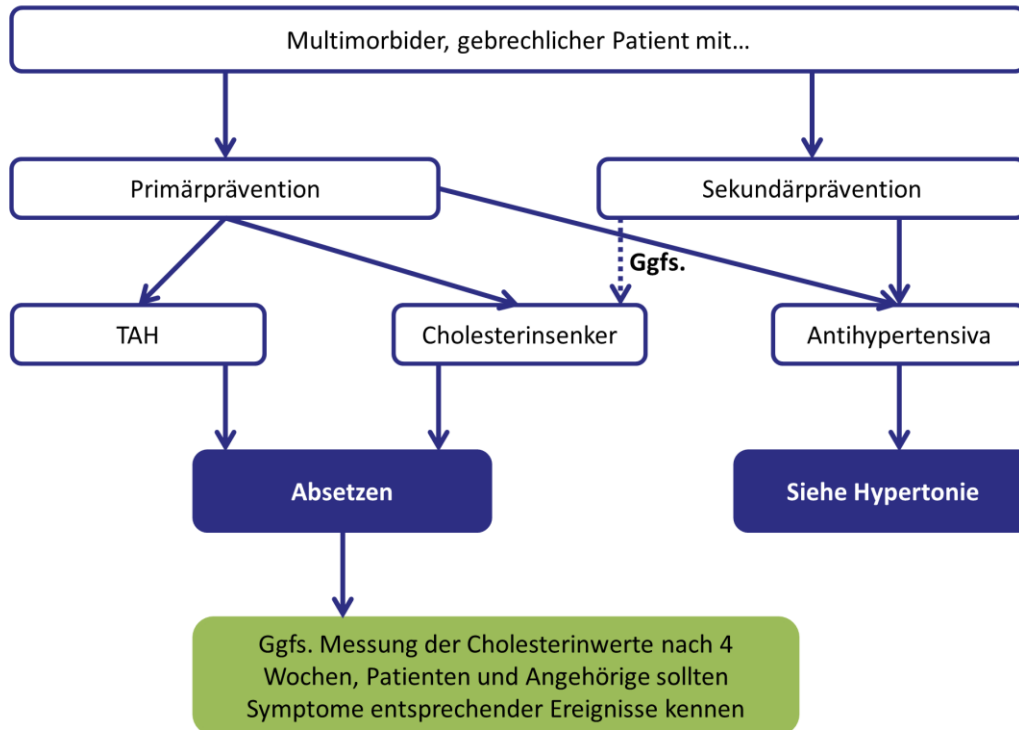 Multimorbider, gebrechlicher Patient mit…
Primärprävention
Sekundärprävention
Ggfs.
TAH
Cholesterinsenker
Antihypertensiva
Absetzen
Siehe Hypertonie
Ggfs. Messung der Cholesterinwerte nach 4
Wochen, Patienten und Angehörige sollten
Symptome entsprechender Ereignisse kennen